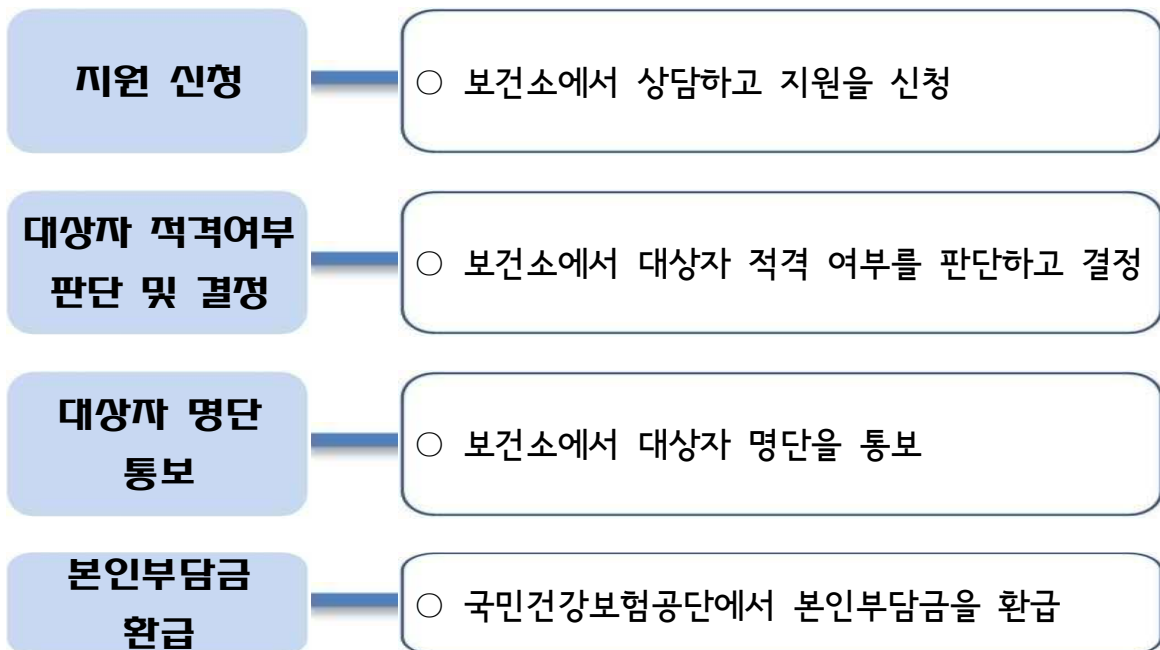 지원 신청
○ 보건소에서 상담하고 지원을 신청
대상자 적격여부
판단 및 결정
○ 보건소에서 대상자 적격 여부를 판단하고 결정
대상자 명단
통보
○ 보건소에서 대상자 명단을 통보
본인부담금
환급
○ 국민건강보험공단에서 본인부담금을 환급